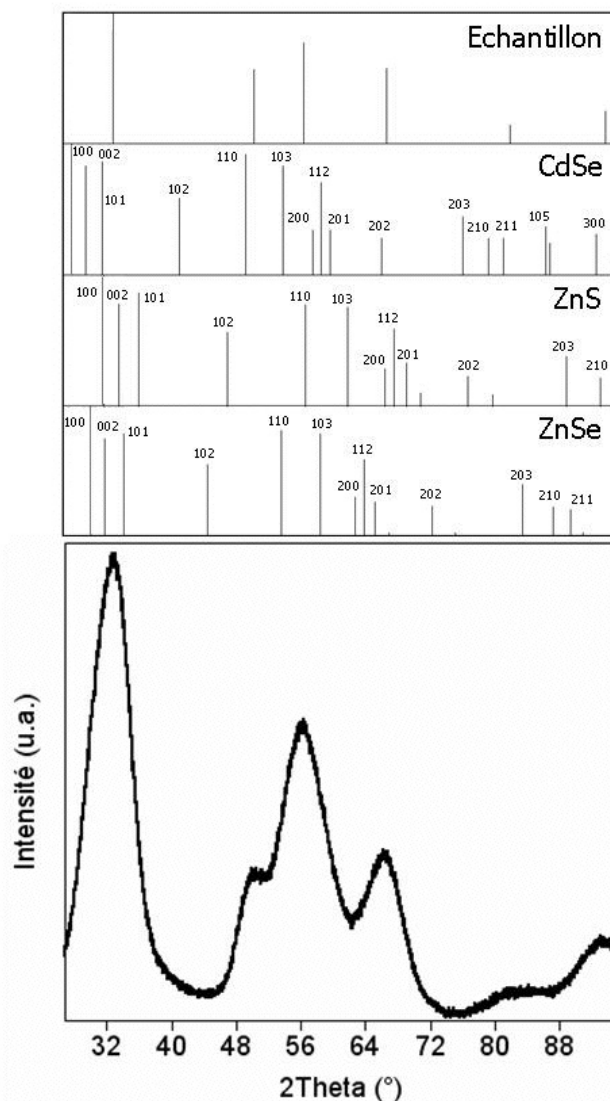 Echantillon
CdSe
100 002 110 103
112
101 102 200 201 202 203 210 211 105 300
ZnS
100 002 101 110 103
102 112 203
200 201 202 210
ZnSe
100 002 101 110 103
102 112
200 201 202 203 210 211
Intensité (u.a.)
32 40 48 56 64 72 80 88
2Theta (°)